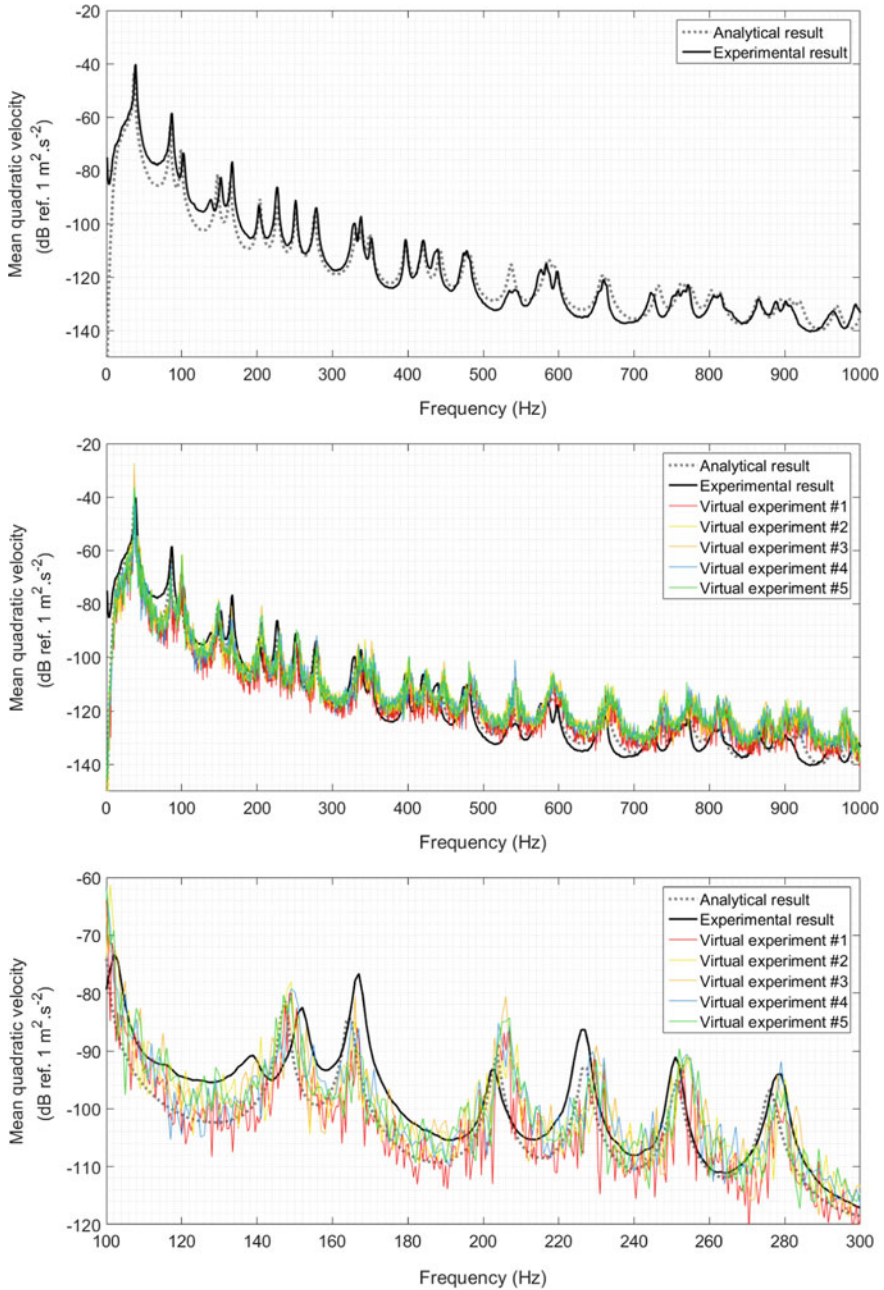 -20
-40
-60
-80
-100
-120
-140
Mean quadratic velocity
(dB ref. 1 m².s⁻²)
Analytical result
Experimental result
0 100 200 300 400 500 600 700 800 900 1000
Frequency (Hz)
-20
-40
-60
-80
-100
-120
-140
Mean quadratic velocity
(dB ref. 1 m².s⁻²)
Analytical result
Experimental result
Virtual experiment #1
Virtual experiment #2
Virtual experiment #3
Virtual experiment #4
Virtual experiment #5
0 100 200 300 400 500 600 700 800 900 1000
Frequency (Hz)
-60
-70
-80
-90
-100
-110
-120
Mean quadratic velocity
(dB ref. 1 m².s⁻²)
Analytical result
Experimental result
Virtual experiment #1
Virtual experiment #2
Virtual experiment #3
Virtual experiment #4
Virtual experiment #5
100 120 140 160 180 200 220 240 260 280 300
Frequency (Hz)